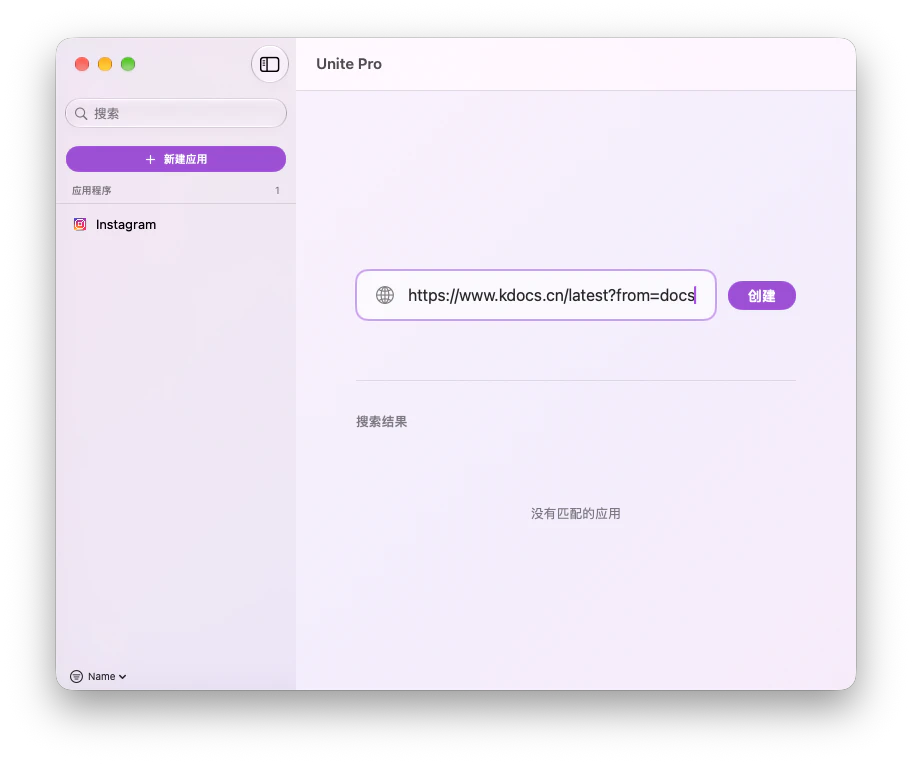 Unite Pro
搜索
新建应用
应用程序 1
Instagram
https://www.kdocs.cn/latest?from=docs
创建
搜索结果
没有匹配的应用
Name